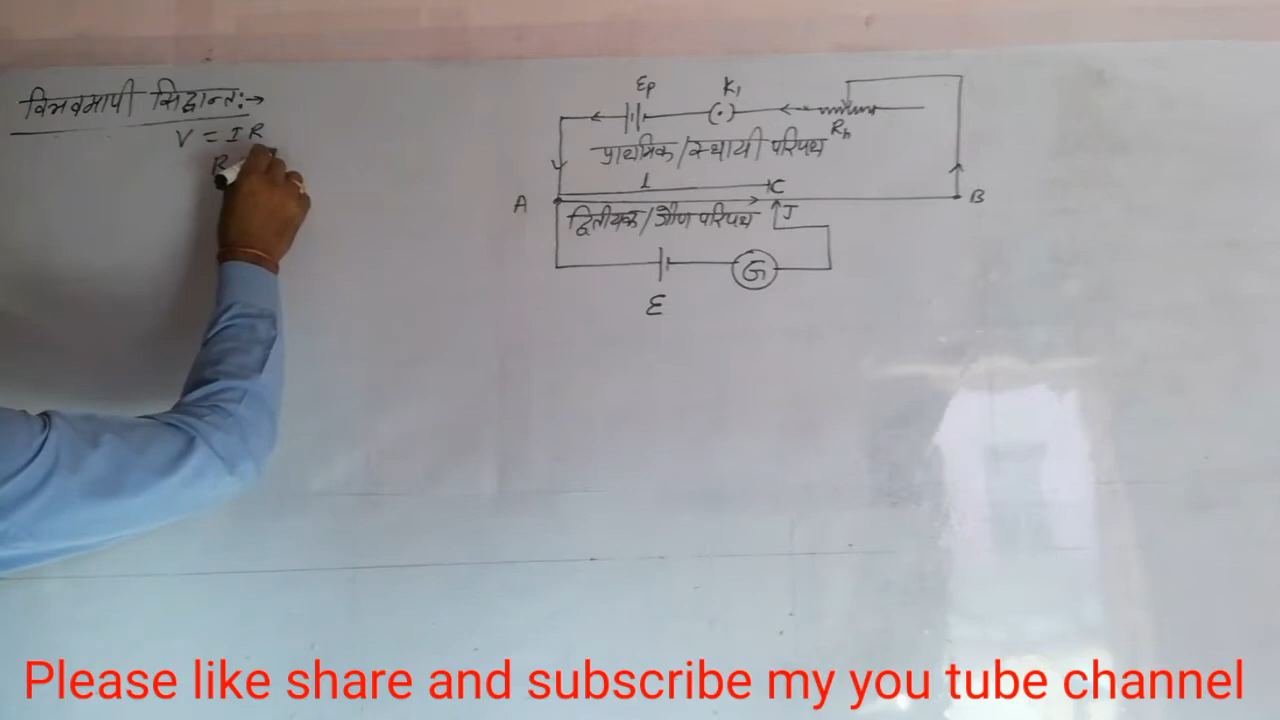 विभवमापी सिद्धान्त:→
V = I R
R
Ep K1
Rh
प्राथमिक/स्थायी परिपथ
l C
A B
द्वितीयक/गौण परिपथ J
G
E
Please like share and subscribe my you tube channel